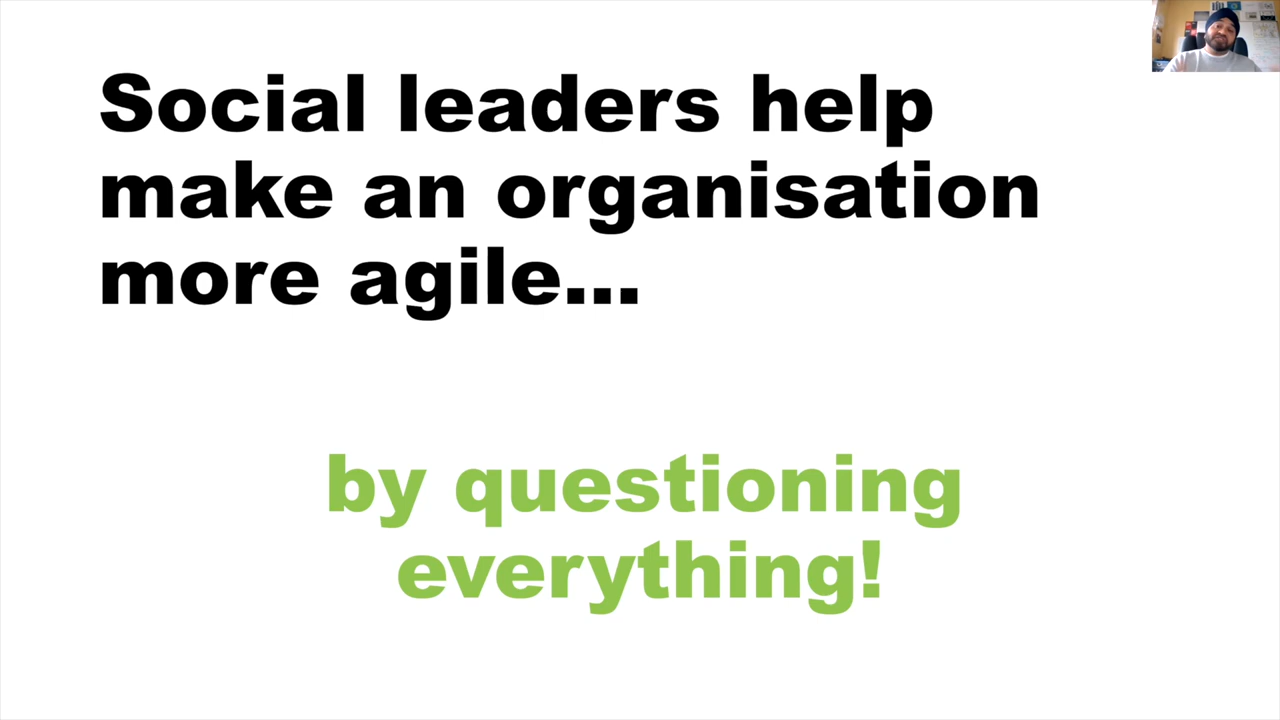 Social leaders help
make an organisation
more agile...
by questioning
everything!